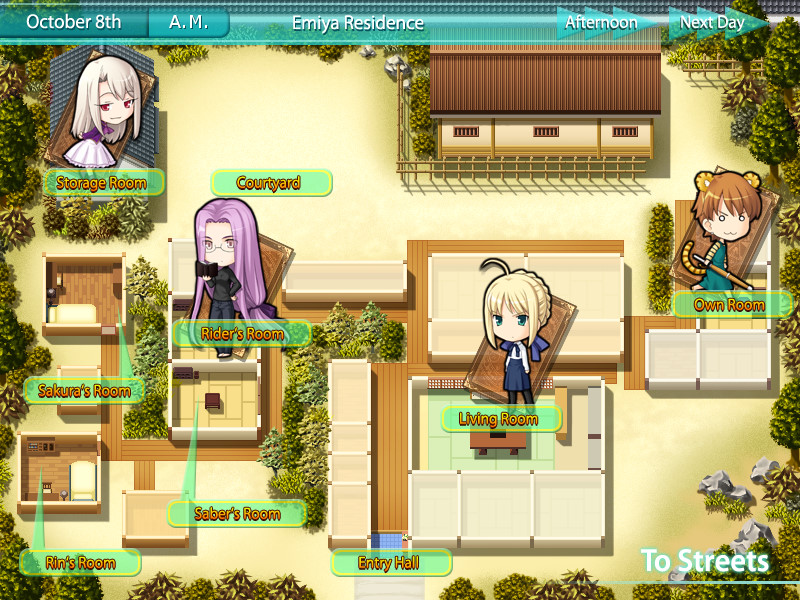 October 8th
A.M.
Emiya Residence
Afternoon
Next Day
Storage Room
Courtyard
Own Room
Rider's Room
Sakura's Room
Living Room
Saber's Room
Rin's Room
Entry Hall
To Streets